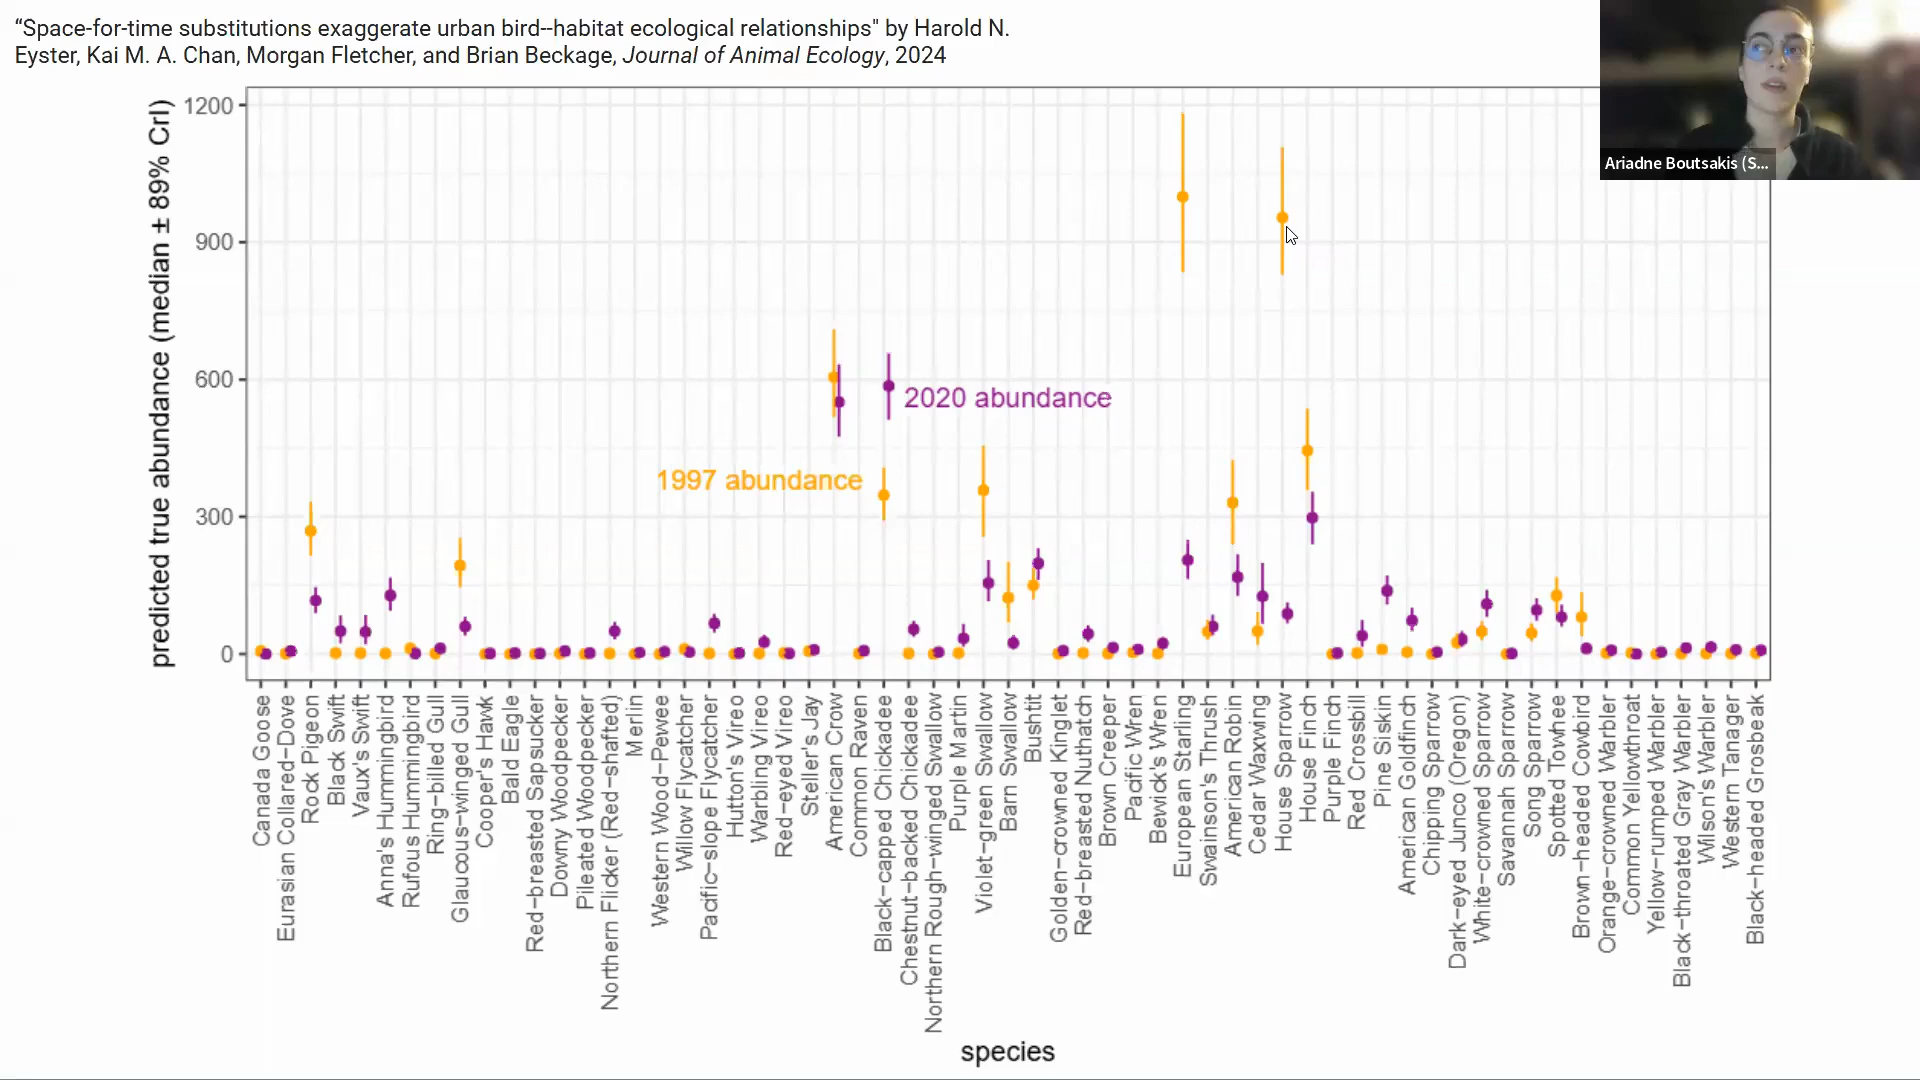 “Space-for-time substitutions exaggerate urban bird--habitat ecological relationships" by Harold N.
Eyster, Kai M. A. Chan, Morgan Fletcher, and Brian Beckage, Journal of Animal Ecology, 2024
Ariadne Boutsakis (S...
predicted true abundance (median ± 89% CrI)
1200
900
600
300
0
2020 abundance
1997 abundance
Canada Goose
Eurasian Collared-Dove
Rock Pigeon
Black Swift
Vaux's Swift
Anna's Hummingbird
Rufous Hummingbird
Ring-billed Gull
Glaucous-winged Gull
Cooper's Hawk
Bald Eagle
Red-breasted Sapsucker
Downy Woodpecker
Pileated Woodpecker
Northern Flicker (Red-shafted)
Merlin
Western Wood-Pewee
Willow Flycatcher
Pacific-slope Flycatcher
Hutton's Vireo
Warbling Vireo
Red-eyed Vireo
Steller's Jay
American Crow
Common Raven
Black-capped Chickadee
Chestnut-backed Chickadee
Northern Rough-winged Swallow
Purple Martin
Violet-green Swallow
Barn Swallow
Bushtit
Golden-crowned Kinglet
Red-breasted Nuthatch
Brown Creeper
Pacific Wren
Bewick's Wren
European Starling
Swainson's Thrush
American Robin
Cedar Waxwing
House Sparrow
House Finch
Purple Finch
Red Crossbill
Pine Siskin
American Goldfinch
Chipping Sparrow
Dark-eyed Junco (Oregon)
White-crowned Sparrow
Savannah Sparrow
Song Sparrow
Spotted Towhee
Brown-headed Cowbird
Orange-crowned Warbler
Common Yellowthroat
Yellow-rumped Warbler
Black-throated Gray Warbler
Wilson's Warbler
Western Tanager
Black-headed Grosbeak
species